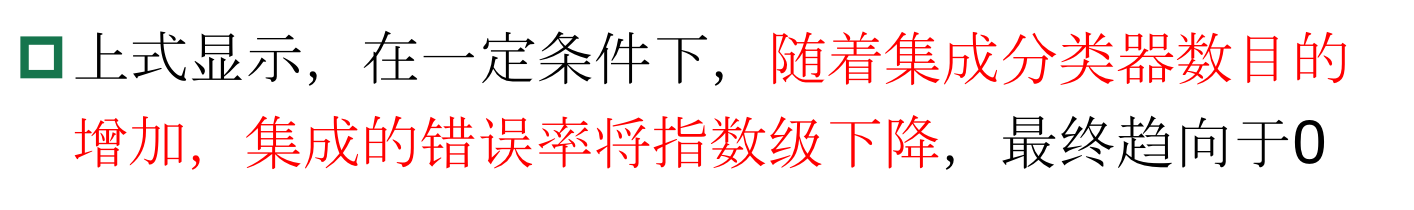 上式显示，在一定条件下，随着集成分类器数目的
增加，集成的错误率将指数级下降，最终趋向于0